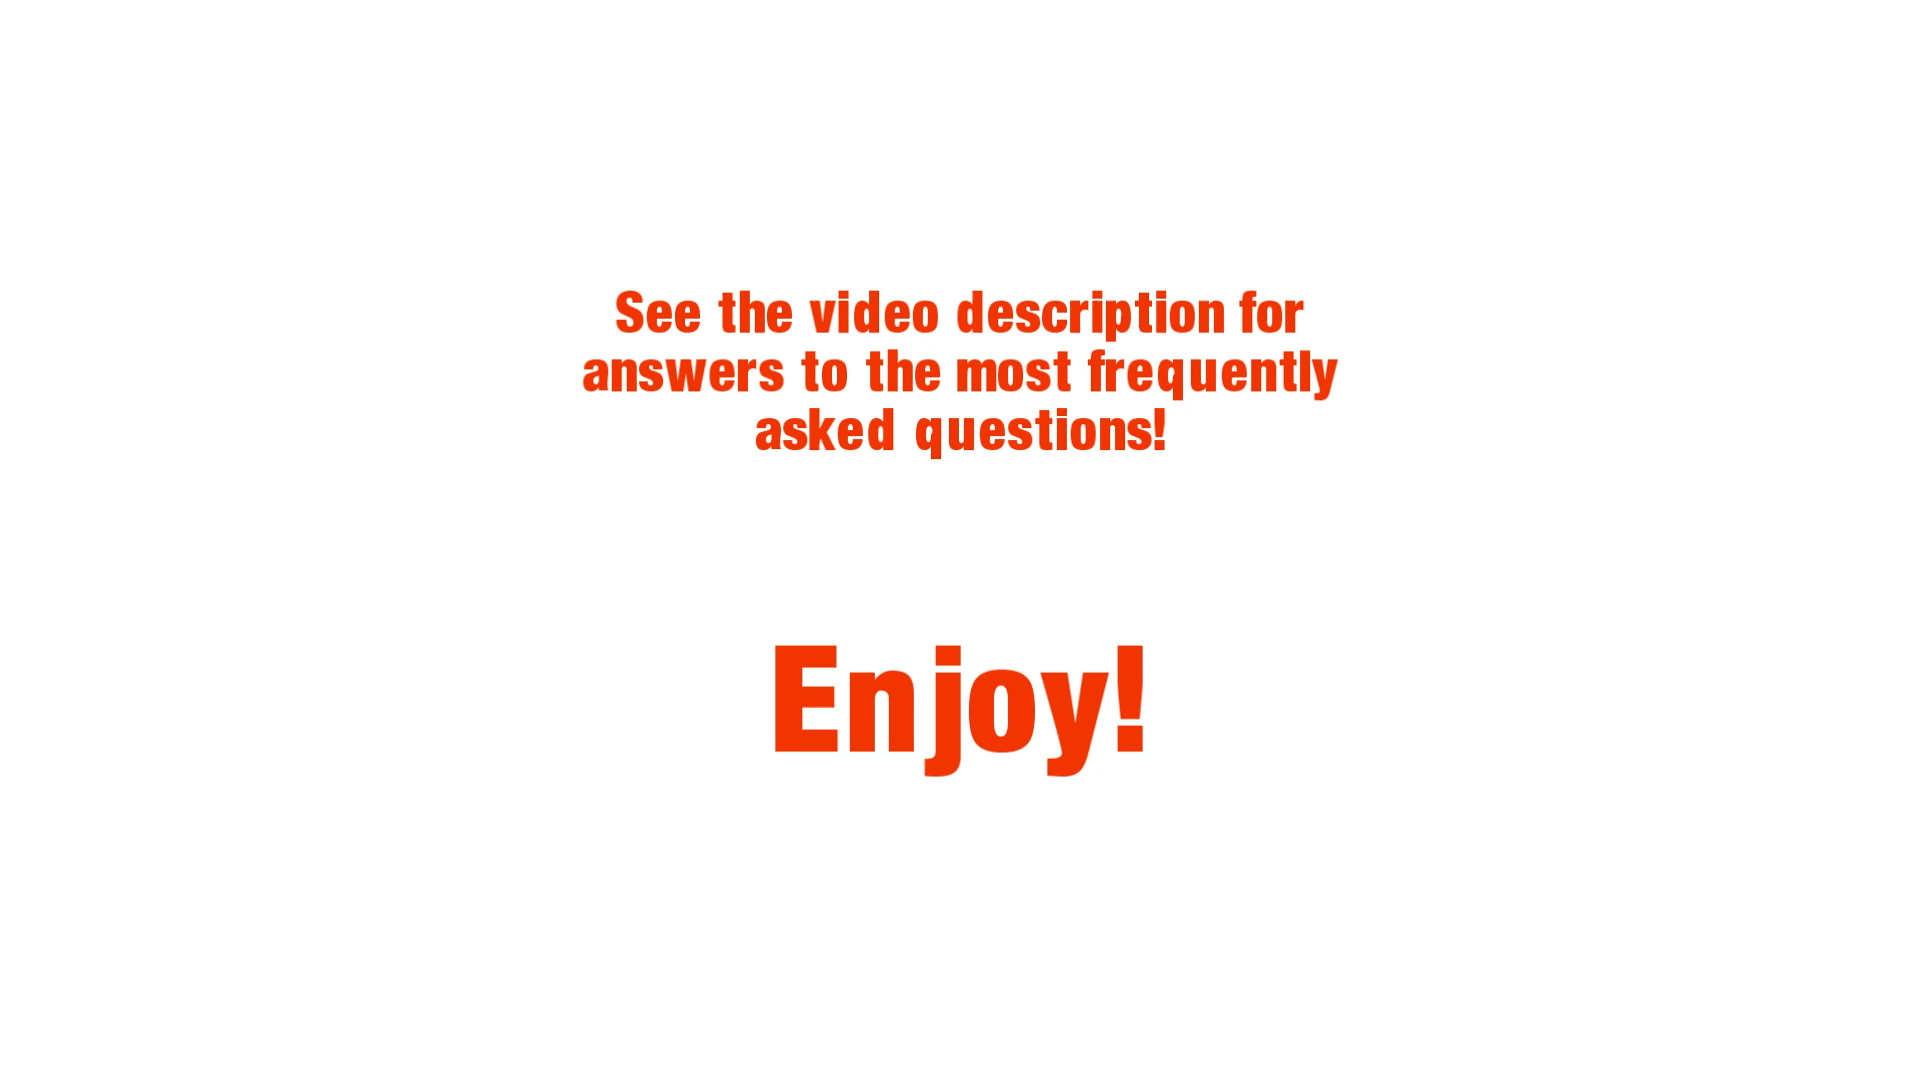 See the video description for
answers to the most frequently
asked questions!
Enjoy!